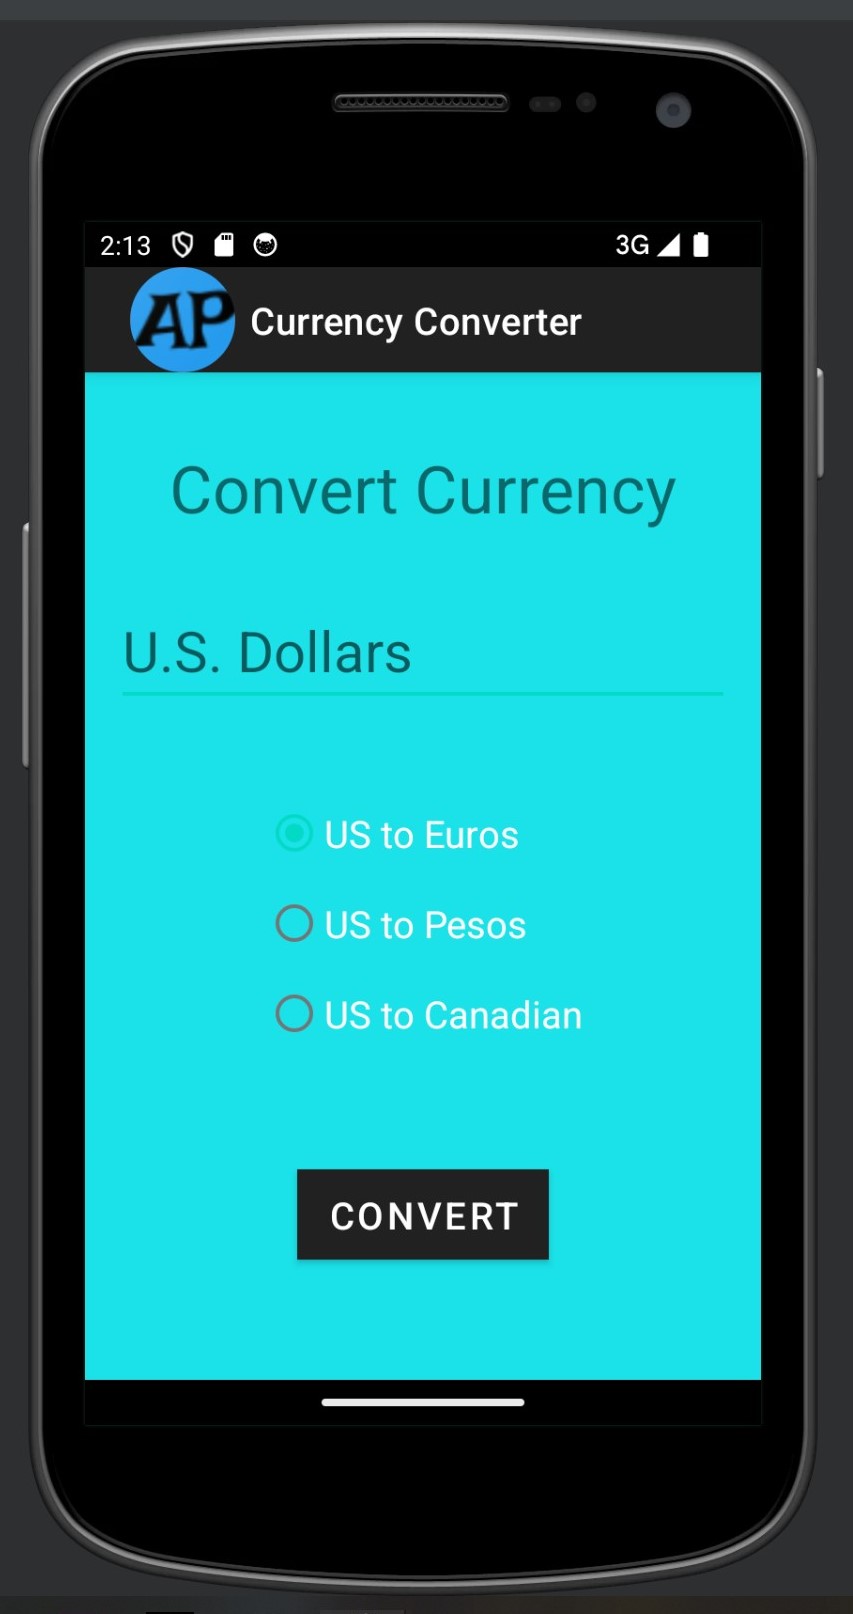 2:13 3G
AP Currency Converter
Convert Currency
U.S. Dollars
US to Euros
US to Pesos
US to Canadian
CONVERT